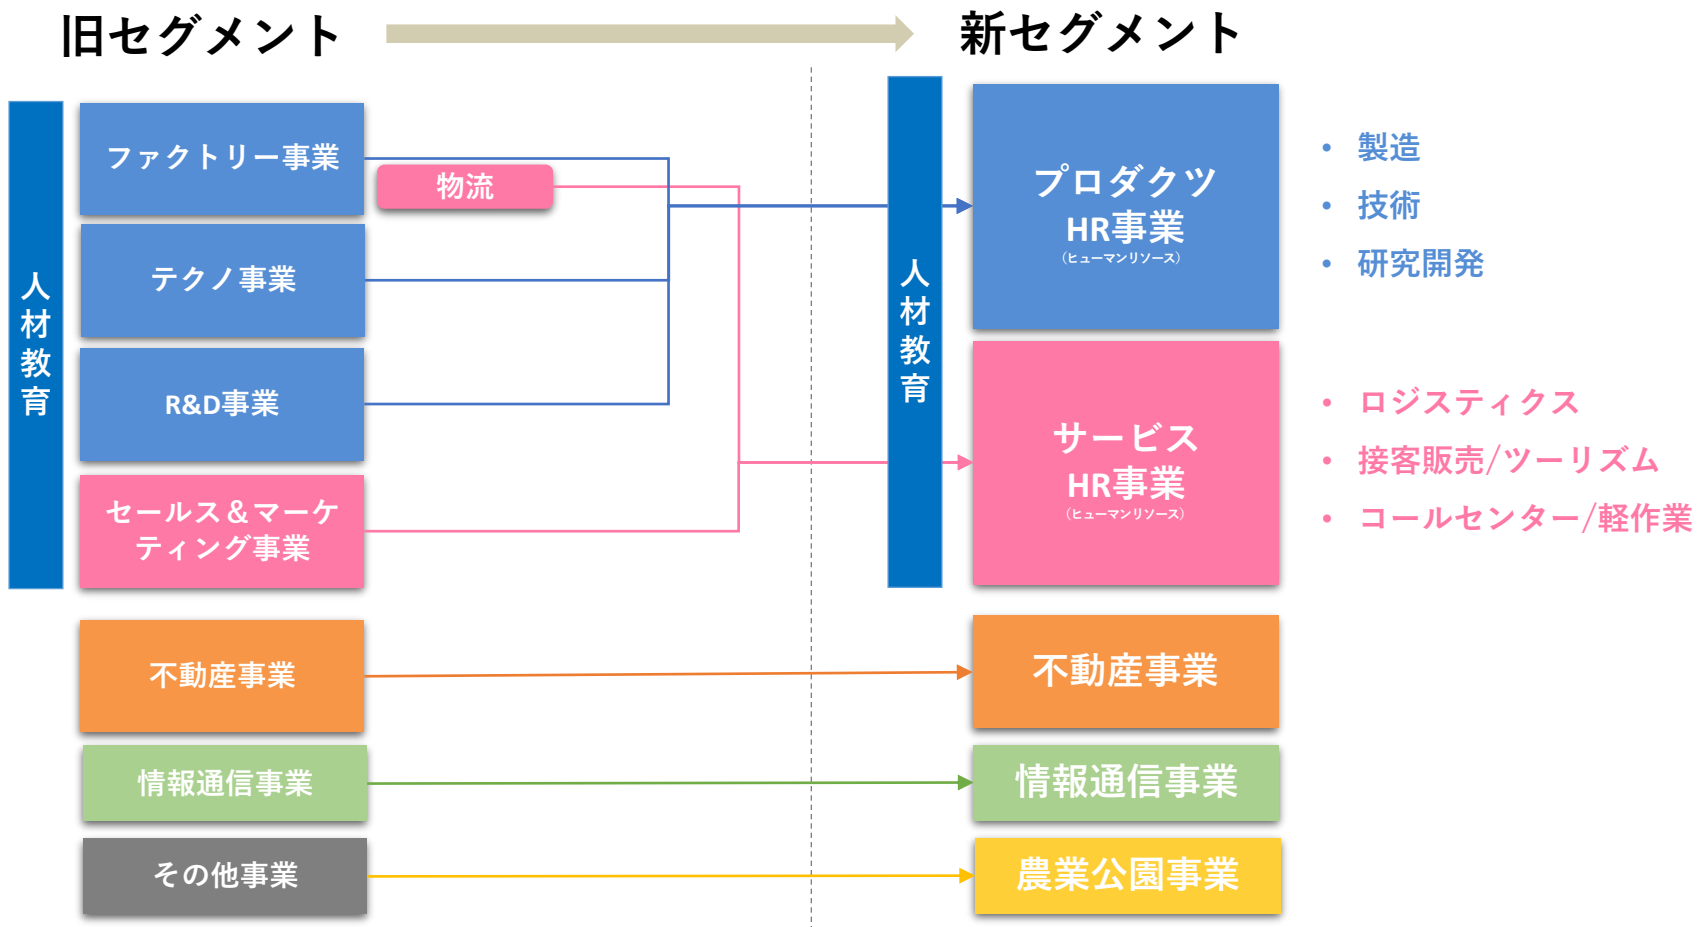 旧セグメント
新セグメント
人材教育
ファクトリー事業
物流
テクノ事業
R&D事業
セールス＆マーケ
ティング事業
不動産事業
情報通信事業
その他事業
人材教育
プロダクツ
HR事業
（ヒューマンリソース）
• 製造
• 技術
• 研究開発
サービス
HR事業
（ヒューマンリソース）
• ロジスティクス
• 接客販売/ツーリズム
• コールセンター/軽作業
不動産事業
情報通信事業
農業公園事業